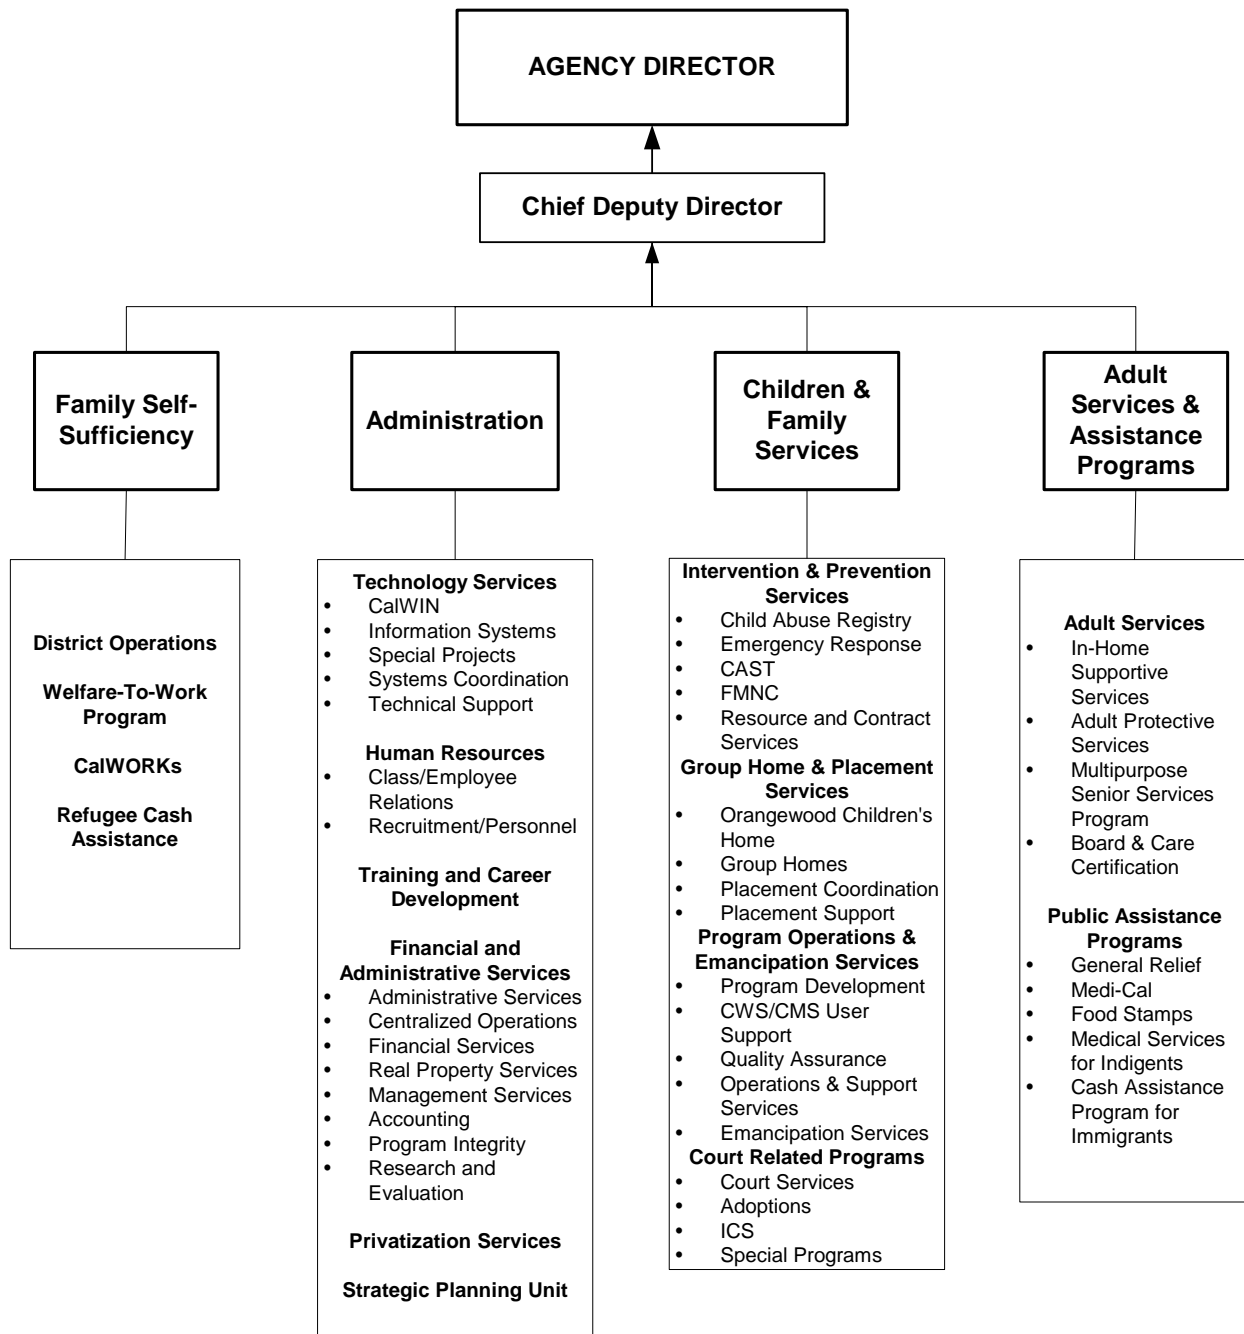 AGENCY DIRECTOR
Chief Deputy Director
Family Self-
Sufficiency
Administration
Children &
Family
Services
Adult
Services &
Assistance
Programs
District Operations
Welfare-To-Work
Program
CalWORKs
Refugee Cash
Assistance
Technology Services
• CalWIN
• Information Systems
• Special Projects
• Systems Coordination
• Technical Support
Human Resources
• Class/Employee
Relations
• Recruitment/Personnel
Training and Career
Development
Financial and
Administrative Services
• Administrative Services
• Centralized Operations
• Financial Services
• Real Property Services
• Management Services
• Accounting
• Program Integrity
• Research and
Evaluation
Privatization Services
Strategic Planning Unit
Intervention & Prevention
Services
• Child Abuse Registry
• Emergency Response
• CAST
• FMNC
• Resource and Contract
Services
Group Home & Placement
Services
• Orangewood Children's
Home
• Group Homes
• Placement Coordination
• Placement Support
Program Operations &
Emancipation Services
• Program Development
• CWS/CMS User
Support
• Quality Assurance
• Operations & Support
Services
• Emancipation Services
Court Related Programs
• Court Services
• Adoptions
• ICS
• Special Programs
Adult Services
• In-Home
Supportive
Services
• Adult Protective
Services
• Multipurpose
Senior Services
Program
• Board & Care
Certification
Public Assistance
Programs
• General Relief
• Medi-Cal
• Food Stamps
• Medical Services
for Indigents
• Cash Assistance
Program for
Immigrants